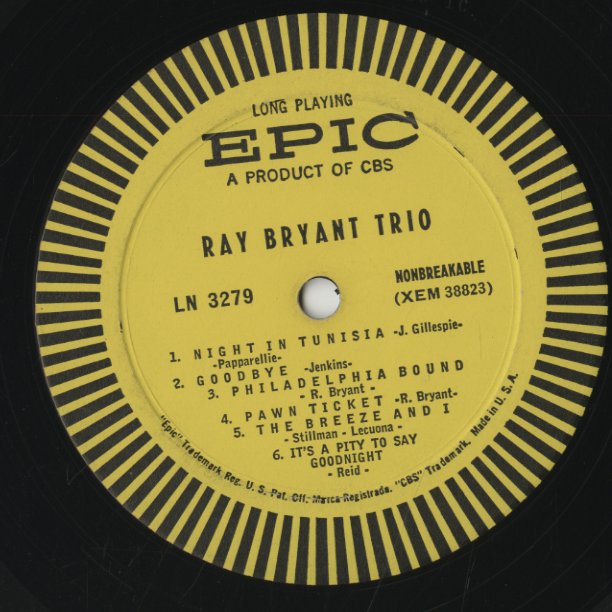 LONG PLAYING
EPIC
A PRODUCT OF CBS
RAY BRYANT TRIO
LN 3279
NONBREAKABLE
(XEM 38823)
1. NIGHT IN TUNISIA -J. Gillespie-
-Papparellie-
2. GOODBYE -Jenkins-
3. PHILADELPHIA BOUND
- R. Bryant -
4. PAWN TICKET -R. Bryant-
5. THE BREEZE AND I
- Stillman - Lecuona -
6. IT'S A PITY TO SAY
GOODNIGHT
- Reid -
"Epic" Trademark Reg. U. S. Pat. Off. Marca Registrada. "CBS" Trademark. Made in U. S. A.